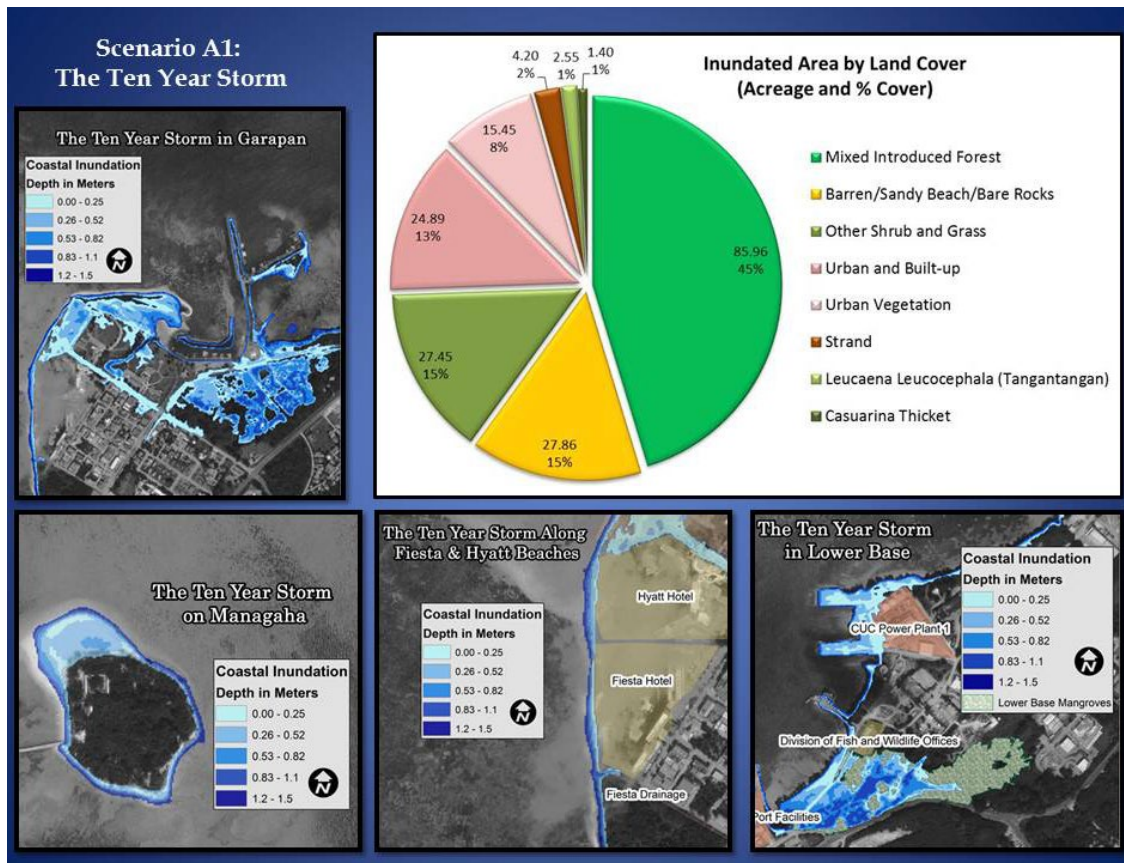 Scenario A1:
The Ten Year Storm
The Ten Year Storm in Garapan
Coastal Inundation
Depth in Meters
0.00 - 0.25
0.26 - 0.52
0.53 - 0.82
0.83 - 1.1
1.2 - 1.5
N
Inundated Area by Land Cover
(Acreage and % Cover)
4.20
2%
2.55
1%
1.40
1%
15.45
8%
24.89
13%
27.45
15%
27.86
15%
85.96
45%
Mixed Introduced Forest
Barren/Sandy Beach/Bare Rocks
Other Shrub and Grass
Urban and Built-up
Urban Vegetation
Strand
Leucaena Leucocephala (Tangantangan)
Casuarina Thicket
The Ten Year Storm
on Managaha
Coastal Inundation
Depth in Meters
0.00 - 0.25
0.26 - 0.52
0.53 - 0.82
0.83 - 1.1
1.2 - 1.5
N
The Ten Year Storm Along
Fiesta & Hyatt Beaches
Coastal Inundation
Depth in Meters
0.00 - 0.25
0.26 - 0.52
0.53 - 0.82
0.83 - 1.1
1.2 - 1.5
N
Hyatt Hotel
Fiesta Hotel
Fiesta Drainage
The Ten Year Storm
in Lower Base
Coastal Inundation
Depth in Meters
0.00 - 0.25
0.26 - 0.52
0.53 - 0.82
0.83 - 1.1
1.2 - 1.5
Lower Base Mangroves
N
CUC Power Plant 1
Division of Fish and Wildlife Offices
Port Facilities